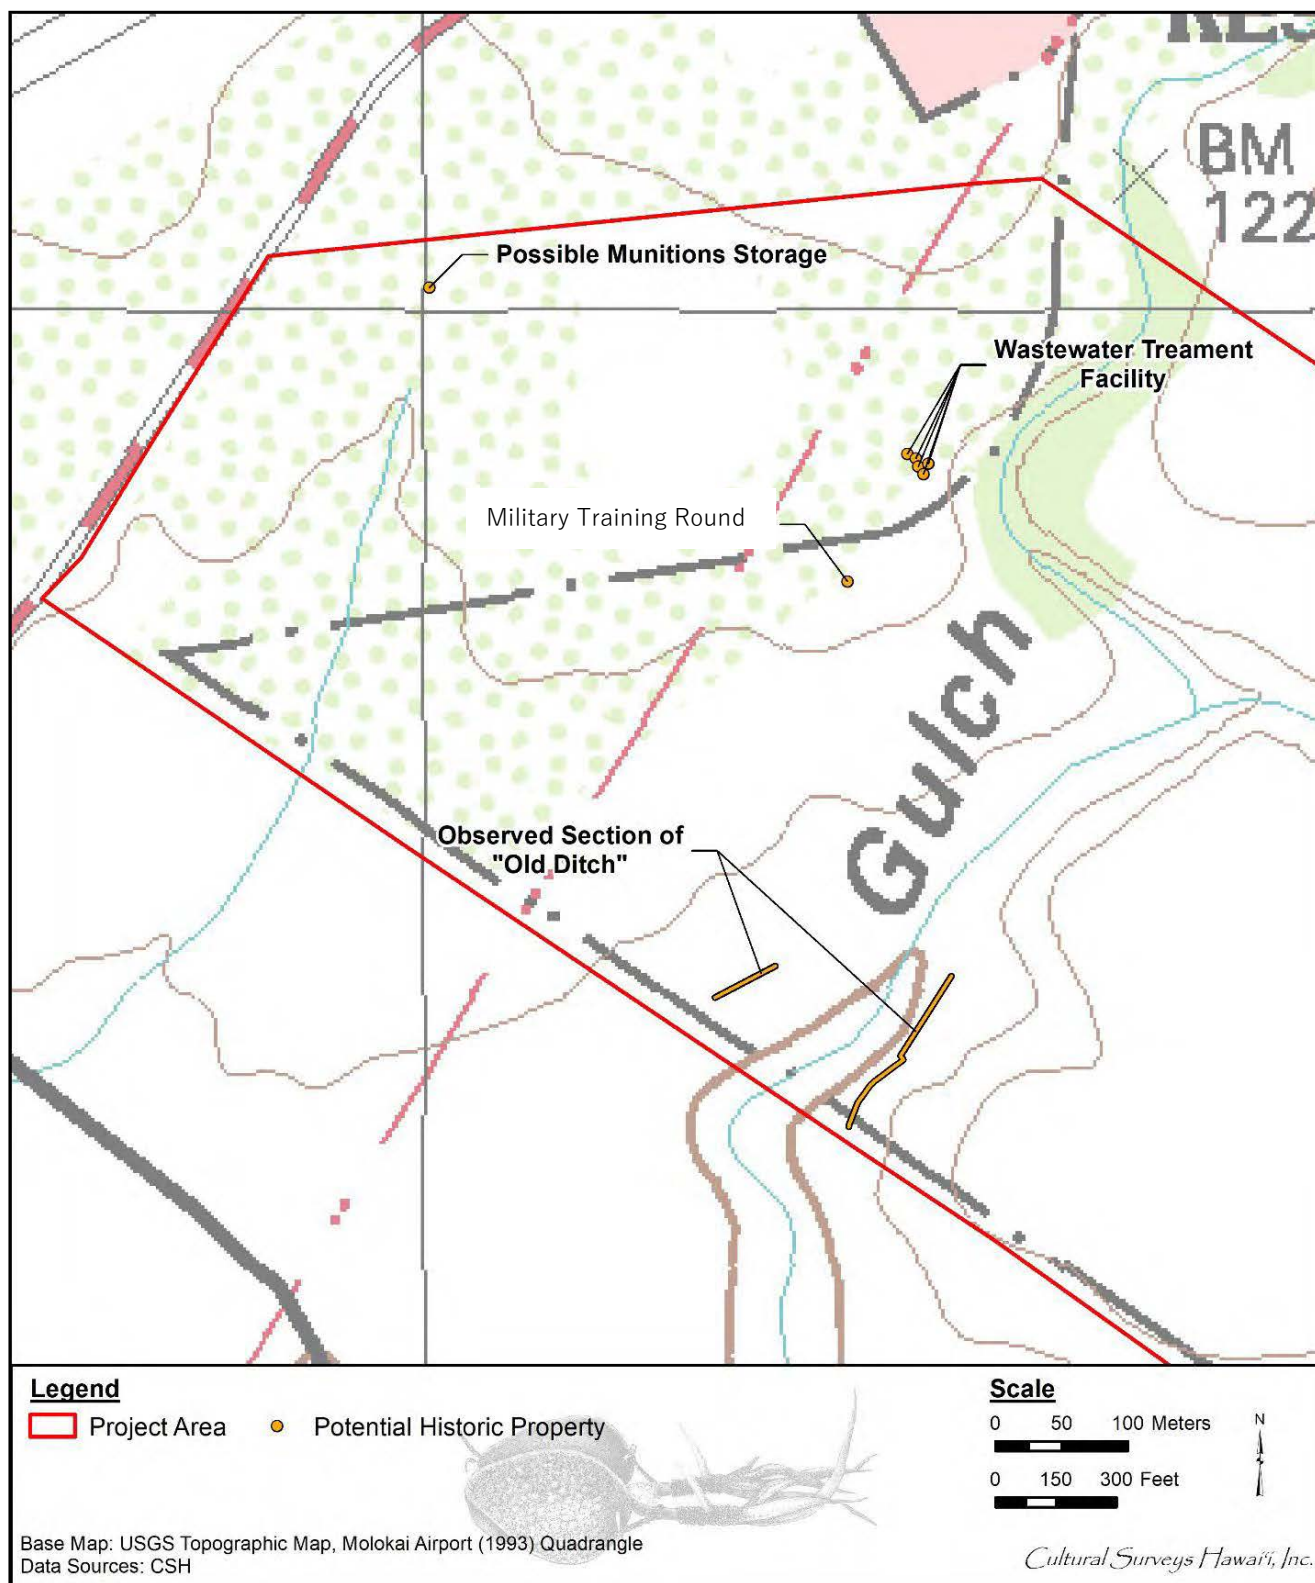 BM
122
Possible Munitions Storage
Wastewater Treament
Facility
Military Training Round
Gulch
Observed Section of
"Old Ditch"
Legend
Project Area
Potential Historic Property
Scale
0 50 100 Meters
0 150 300 Feet
N
Base Map: USGS Topographic Map, Molokai Airport (1993) Quadrangle
Data Sources: CSH
Cultural Surveys Hawaiʻi, Inc.